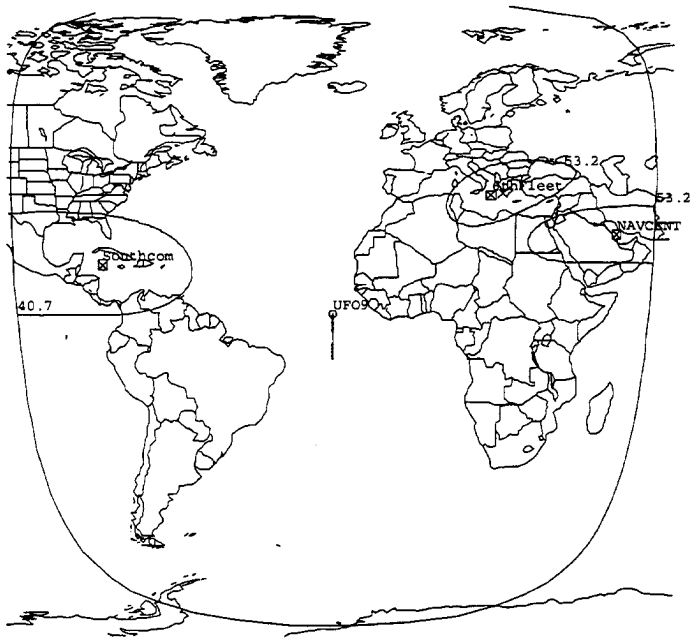 53.2
6thFleet
53.2
NAVCENT
Southcom
40.7
UFO9